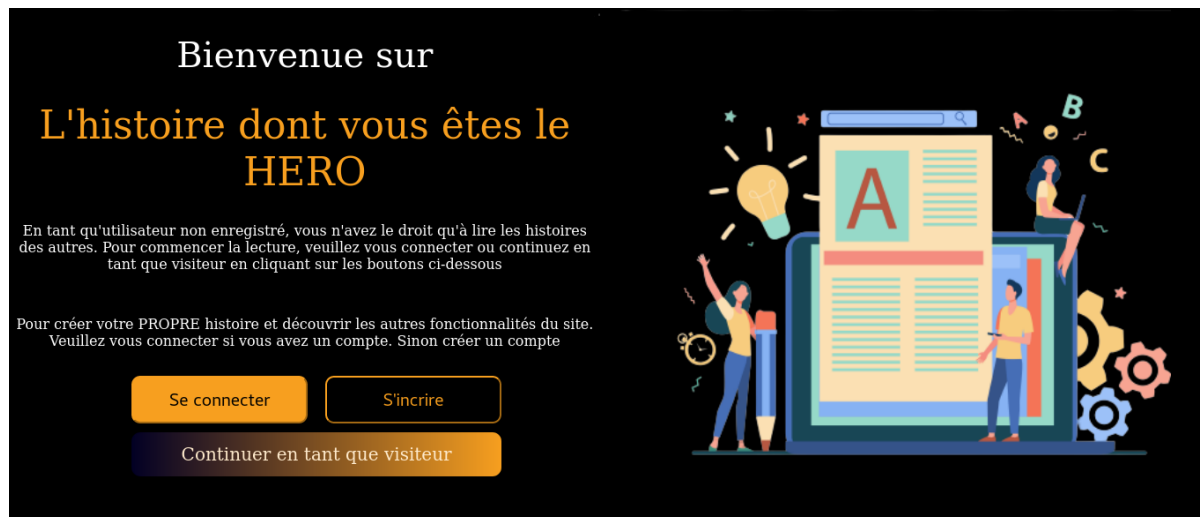 Bienvenue sur
L'histoire dont vous êtes le
HERO
En tant qu'utilisateur non enregistré, vous n'avez le droit qu'à lire les histoires
des autres. Pour commencer la lecture, veuillez vous connecter ou continuez en
tant que visiteur en cliquant sur les boutons ci-dessous
Pour créer votre PROPRE histoire et découvrir les autres fonctionnalités du site.
Veuillez vous connecter si vous avez un compte. Sinon créer un compte
Se connecter
S'incrire
Continuer en tant que visiteur
A
B
C
A